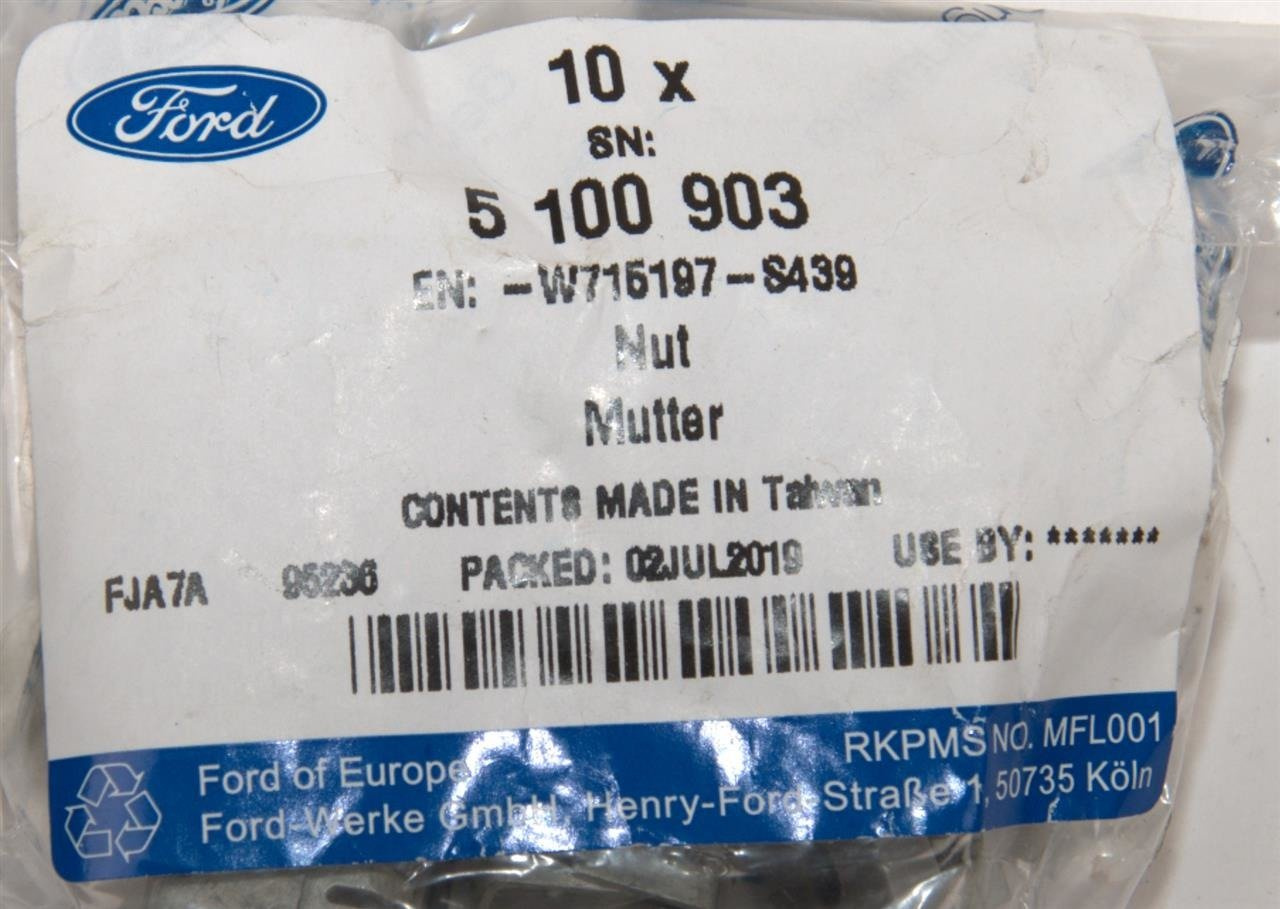 Ford
10 x
SN:
5 100 903
EN: -W715197-S439
Nut
Mutter
CONTENTS MADE IN Taiwan
FJA7A 95236 PACKED: 02JUL2019 USE BY: *******
RKPMS NO. MFL001
Ford of Europe
Ford-Werke GmbH, Henry-Ford-Straße 1, 50735 Köln